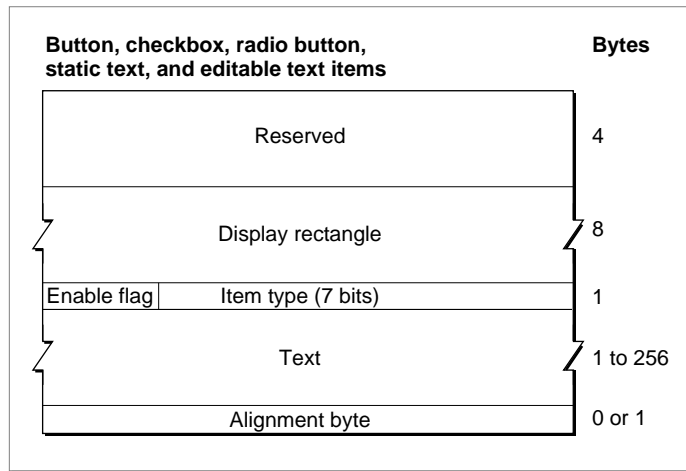 Button, checkbox, radio button,
static text, and editable text items
Bytes
Reserved
4
Display rectangle
8
Enable flag
Item type (7 bits)
1
Text
1 to 256
Alignment byte
0 or 1